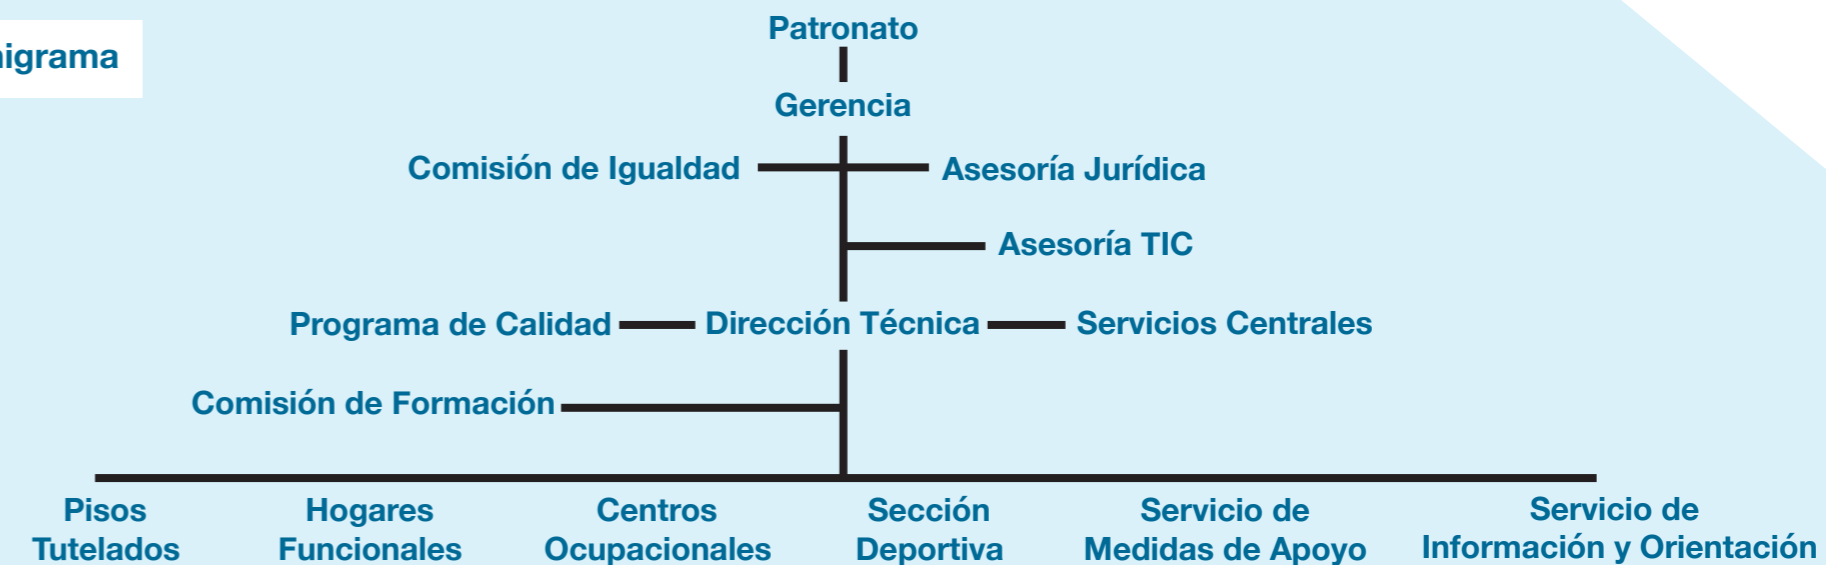 Patronato
Gerencia
Comisión de Igualdad
Asesoría Jurídica
Asesoría TIC
Programa de Calidad
Dirección Técnica
Servicios Centrales
Comisión de Formación
Pisos
Tutelados
Hogares
Funcionales
Centros
Ocupacionales
Sección
Deportiva
Servicio de
Medidas de Apoyo
Servicio de
Información y Orientación